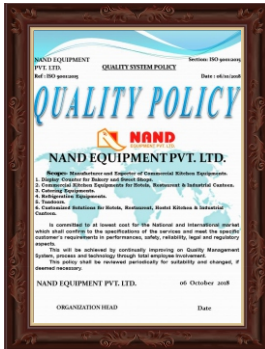 NAND EQUIPMENT
PVT. LTD.
QUALITY SYSTEM POLICY
Section: ISO 9001:2015
Ref : ISO 9001:2015
Date : 06/10/2018
QUALITY POLICY
NAND
EQUIPMENT PVT. LTD.
NAND EQUIPMENT PVT. LTD.
Scope:- Manufacturer and Exporter of Commercial Kitchen Equipments.
1. Display Counter for Bakery and Sweet Shops.
2. Commercial Kitchen Equipments for Hotels, Restaurant & Industrial Canteen.
3. Catering Equipments.
4. Refrigeration Equipments.
5. Tandoors.
6. Customized Solutions for Hotels, Restaurant, Hostel Kitchen & Industrial
Canteen.
Is committed to at lowest cost for the National and International market
which shall confirm to the specifications of the services and meet the specific
customer's requirements in performances, safety, reliability, legal and regulatory
aspects.
This will be achieved by continually improving on Quality Management
System, process and technology through total employee involvement.
This policy shall be reviewed periodically for suitability and changed, if
deemed necessary.
NAND EQUIPMENT PVT. LTD.
06 October 2018
ORGANIZATION HEAD
Date